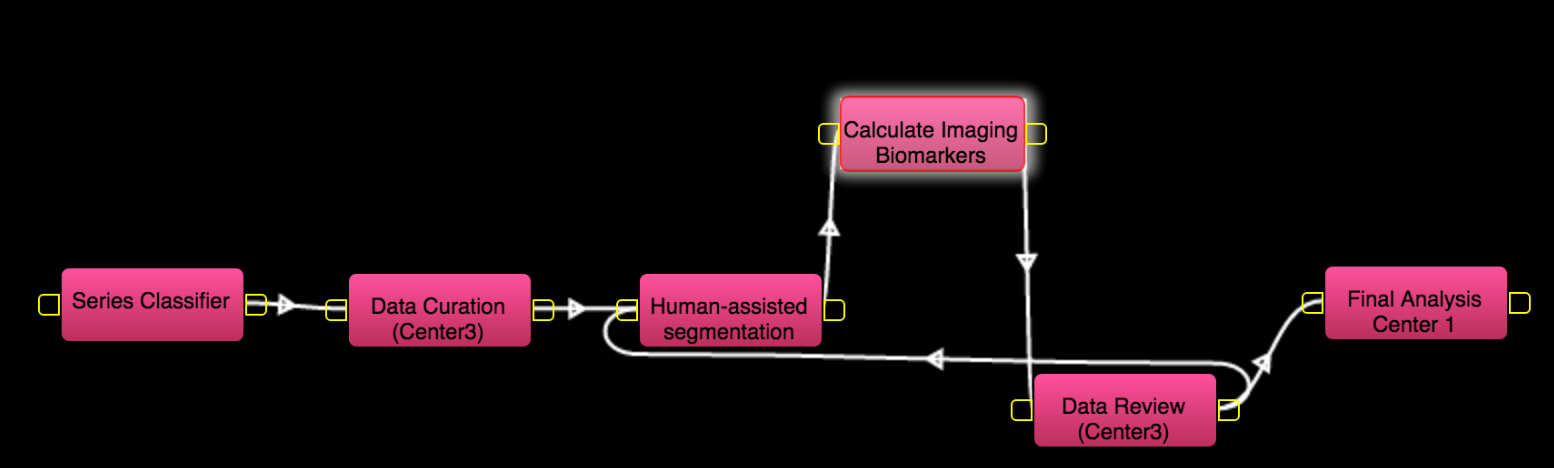 Series Classifier
Data Curation
(Center3)
Human-assisted
segmentation
Calculate Imaging
Biomarkers
Data Review
(Center3)
Final Analysis
Center 1